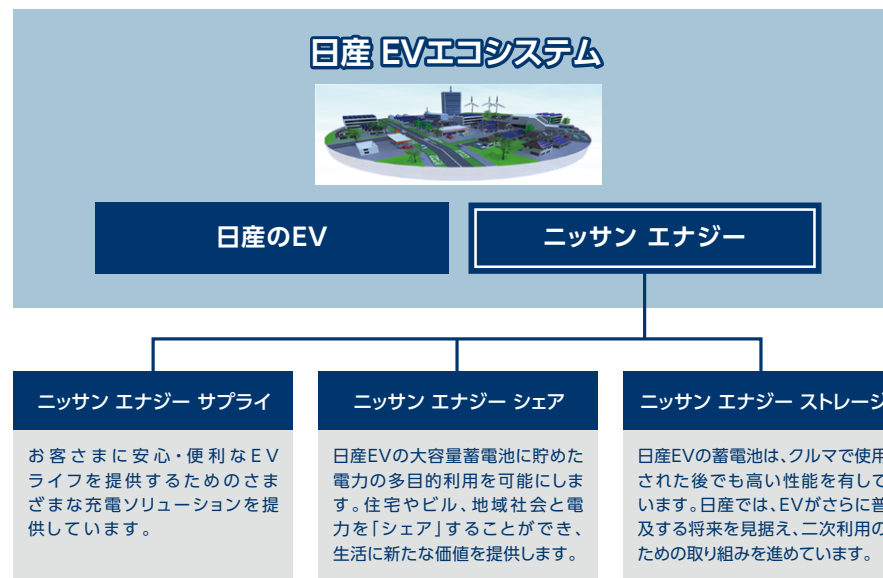 日産 EVエコシステム
日産のEV
ニッサン エナジー
ニッサン エナジー サプライ
お客さまに安心・便利なEV
ライフを提供するためのさま
ざまな充電ソリューションを提
供しています。
ニッサン エナジー シェア
日産EVの大容量蓄電池に貯めた
電力の多目的利用を可能にしま
す。住宅やビル、地域社会と電
力を「シェア」することができ、
生活に新たな価値を提供します。
ニッサン エナジー ストレージ
日産EVの蓄電池は、クルマで使用
された後でも高い性能を有して
います。日産では、EVがさらに普
及する将来を見据え、二次利用の
ための取り組みを進めています。